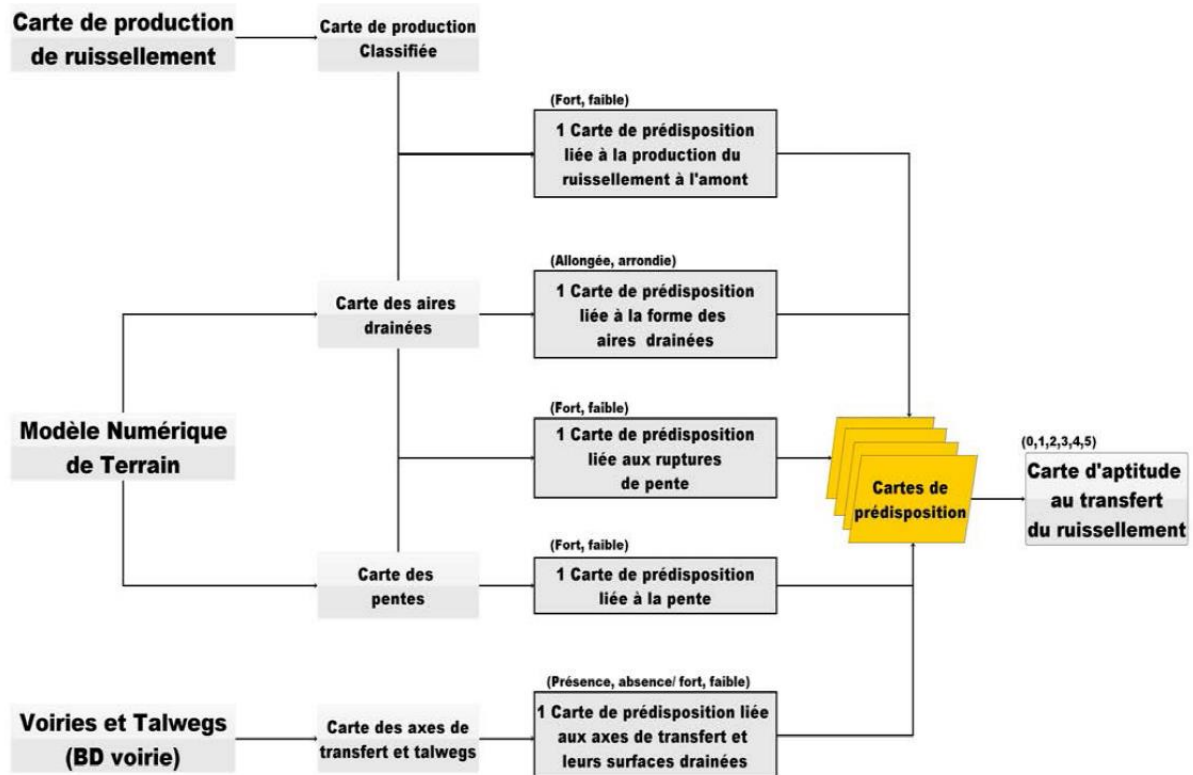 Carte de production
de ruissellement
Carte de production
Classifiée
(Fort, faible)
1 Carte de prédisposition
liée à la production du
ruissellement à l'amont
(Allongée, arrondie)
Carte des aires
drainées
1 Carte de prédisposition
liée à la forme des
aires drainées
Modèle Numérique
de Terrain
(Fort, faible)
1 Carte de prédisposition
liée aux ruptures
de pente
Cartes de
prédisposition
(0,1,2,3,4,5)
Carte d'aptitude
au transfert
du ruissellement
Carte des
pentes
(Fort, faible)
1 Carte de prédisposition
liée à la pente
Voiries et Talwegs
(BD voirie)
Carte des axes de
transfert et talwegs
(Présence, absence/ fort, faible)
1 Carte de prédisposition liée
aux axes de transfert et
leurs surfaces drainées